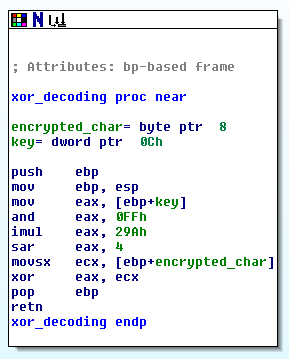 ; Attributes: bp-based frame
xor_decoding proc near
encrypted_char= byte ptr  8
key= dword ptr  0Ch
push    ebp
mov     ebp, esp
mov     eax, [ebp+key]
and     eax, 0FFh
imul    eax, 29Ah
sar     eax, 4
movsx   ecx, [ebp+encrypted_char]
xor     eax, ecx
pop     ebp
retn
xor_decoding endp